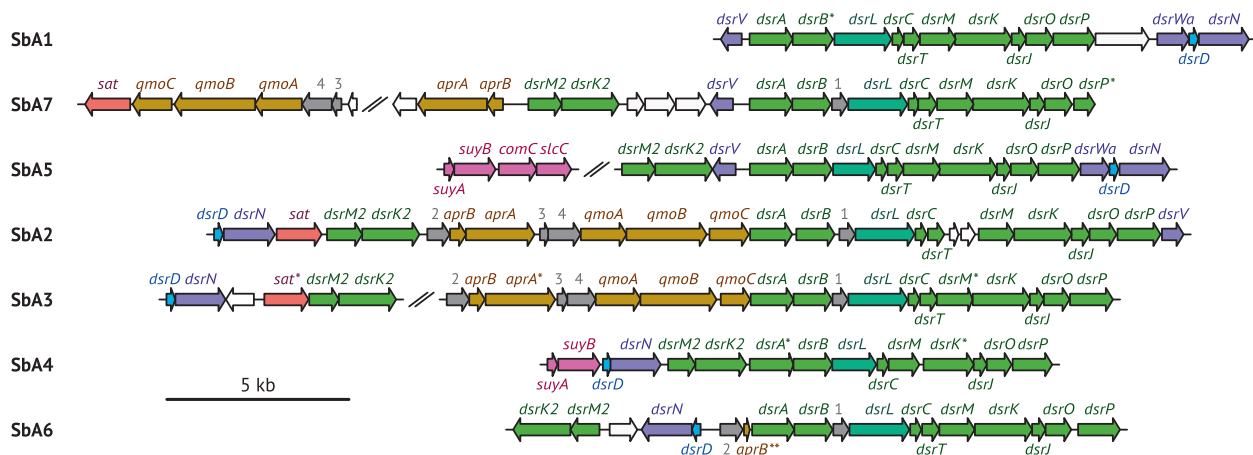 dsrV dsrA dsrB* dsrL dsrC dsrM dsrK dsrO dsrP dsrWa dsrN
SbA1
dsrT dsrJ dsrD
sat qmoC qmoB qmoA 4 3 aprA aprB dsrM2 dsrK2 dsrV dsrA dsrB 1 dsrL dsrC dsrM dsrK dsrO dsrP*
SbA7
dsrT dsrJ
suyB comC slcC dsrM2 dsrK2 dsrV dsrA dsrB dsrL dsrC dsrM dsrK dsrO dsrP dsrWa dsrN
SbA5
suyA dsrT dsrJ dsrD
dsrD dsrN sat dsrM2 dsrK2 2 aprB aprA 3 4 qmoA qmoB qmoC dsrA dsrB 1 dsrL dsrC dsrM dsrK dsrO dsrP dsrV
SbA2
dsrT dsrJ
dsrD dsrN sat* dsrM2 dsrK2 2 aprB aprA* 3 4 qmoA qmoB qmoC dsrA dsrB 1 dsrL dsrC dsrM* dsrK dsrO dsrP
SbA3
dsrT dsrJ
suyB dsrN dsrM2 dsrK2 dsrA* dsrB dsrL dsrM dsrK* dsrO dsrP
SbA4
suyA dsrD dsrC dsrJ
5 kb
dsrK2 dsrM2 dsrN dsrA dsrB 1 dsrL dsrC dsrM dsrK dsrO dsrP
SbA6
dsrD 2 aprB** dsrT dsrJ